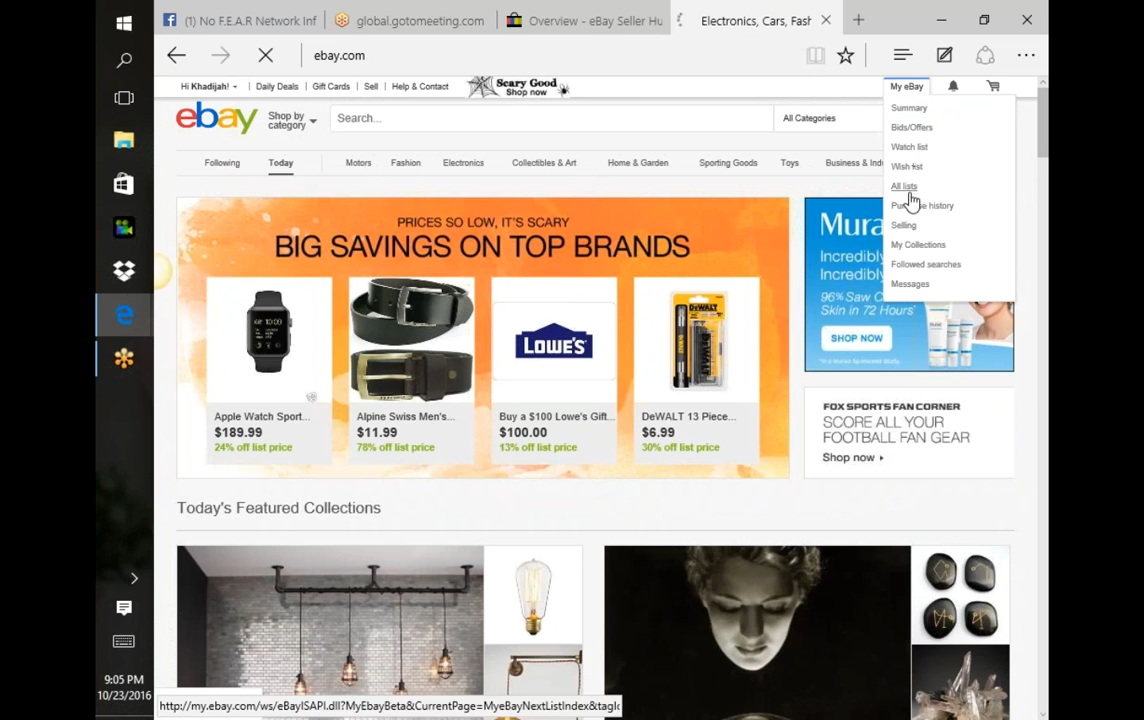 (1) No F.E.A.R Network Inf
global.gotomeeting.com
Overview - eBay Seller Hu
Electronics, Cars, Fash
ebay.com
Hi Khadijah!
Daily Deals
Gift Cards
Sell
Help & Contact
Scary Good
Shop now
My eBay
ebay
Shop by
category
Search...
All Categories
Summary
Bids/Offers
Watch list
Wish list
All lists
Purchase history
Selling
My Collections
Followed searches
Messages
Following
Today
Motors
Fashion
Electronics
Collectibles & Art
Home & Garden
Sporting Goods
Toys
Business & Indu
PRICES SO LOW, IT'S SCARY
BIG SAVINGS ON TOP BRANDS
LOWE'S
DEWALT
Apple Watch Sport...
$189.99
24% off list price
Alpine Swiss Men's...
$11.99
78% off list price
Buy a $100 Lowe's Gift...
$100.00
13% off list price
DeWALT 13 Piece...
$6.99
30% off list price
Mura
Incredibly
Incredibly
96% Saw C
Skin in 72 Hours*
SHOP NOW
FOX SPORTS FAN CORNER
SCORE ALL YOUR
FOOTBALL FAN GEAR
Shop now
Today's Featured Collections
9:05 PM
10/23/2016
http://my.ebay.com/ws/eBayISAPI.dll?MyEbayBeta&CurrentPage=MyeBayNextListIndex&taglc